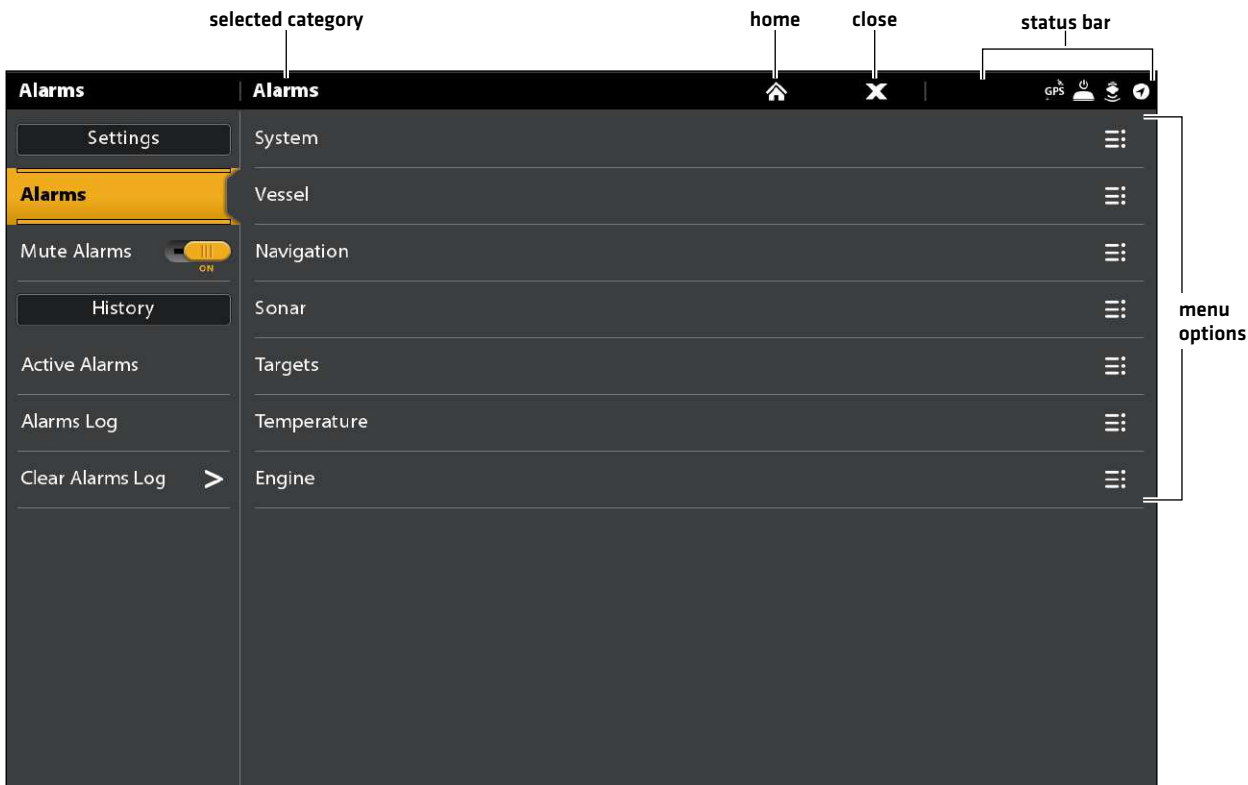 selected category
home
close
status bar
Alarms
Alarms
GPS
Settings
System
Alarms
Vessel
Mute Alarms
ON
Navigation
History
Sonar
menu
options
Active Alarms
Targets
Alarms Log
Temperature
Clear Alarms Log
Engine